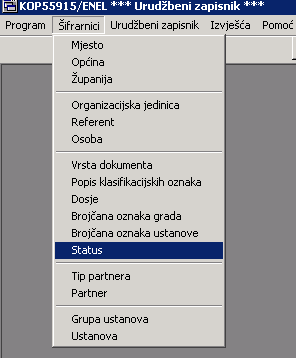 KOP55915/ENEL *** Urudžbeni zapisnik ***
Program Šifrarnici Urudžbeni zapisnik Izvješća Pomoć
Mjesto
Općina
Županija
Organizacijska jedinica
Referent
Osoba
Vrsta dokumenta
Popis klasifikacijskih oznaka
Dosje
Brojčana oznaka grada
Brojčana oznaka ustanove
Status
Tip partnera
Partner
Grupa ustanova
Ustanova